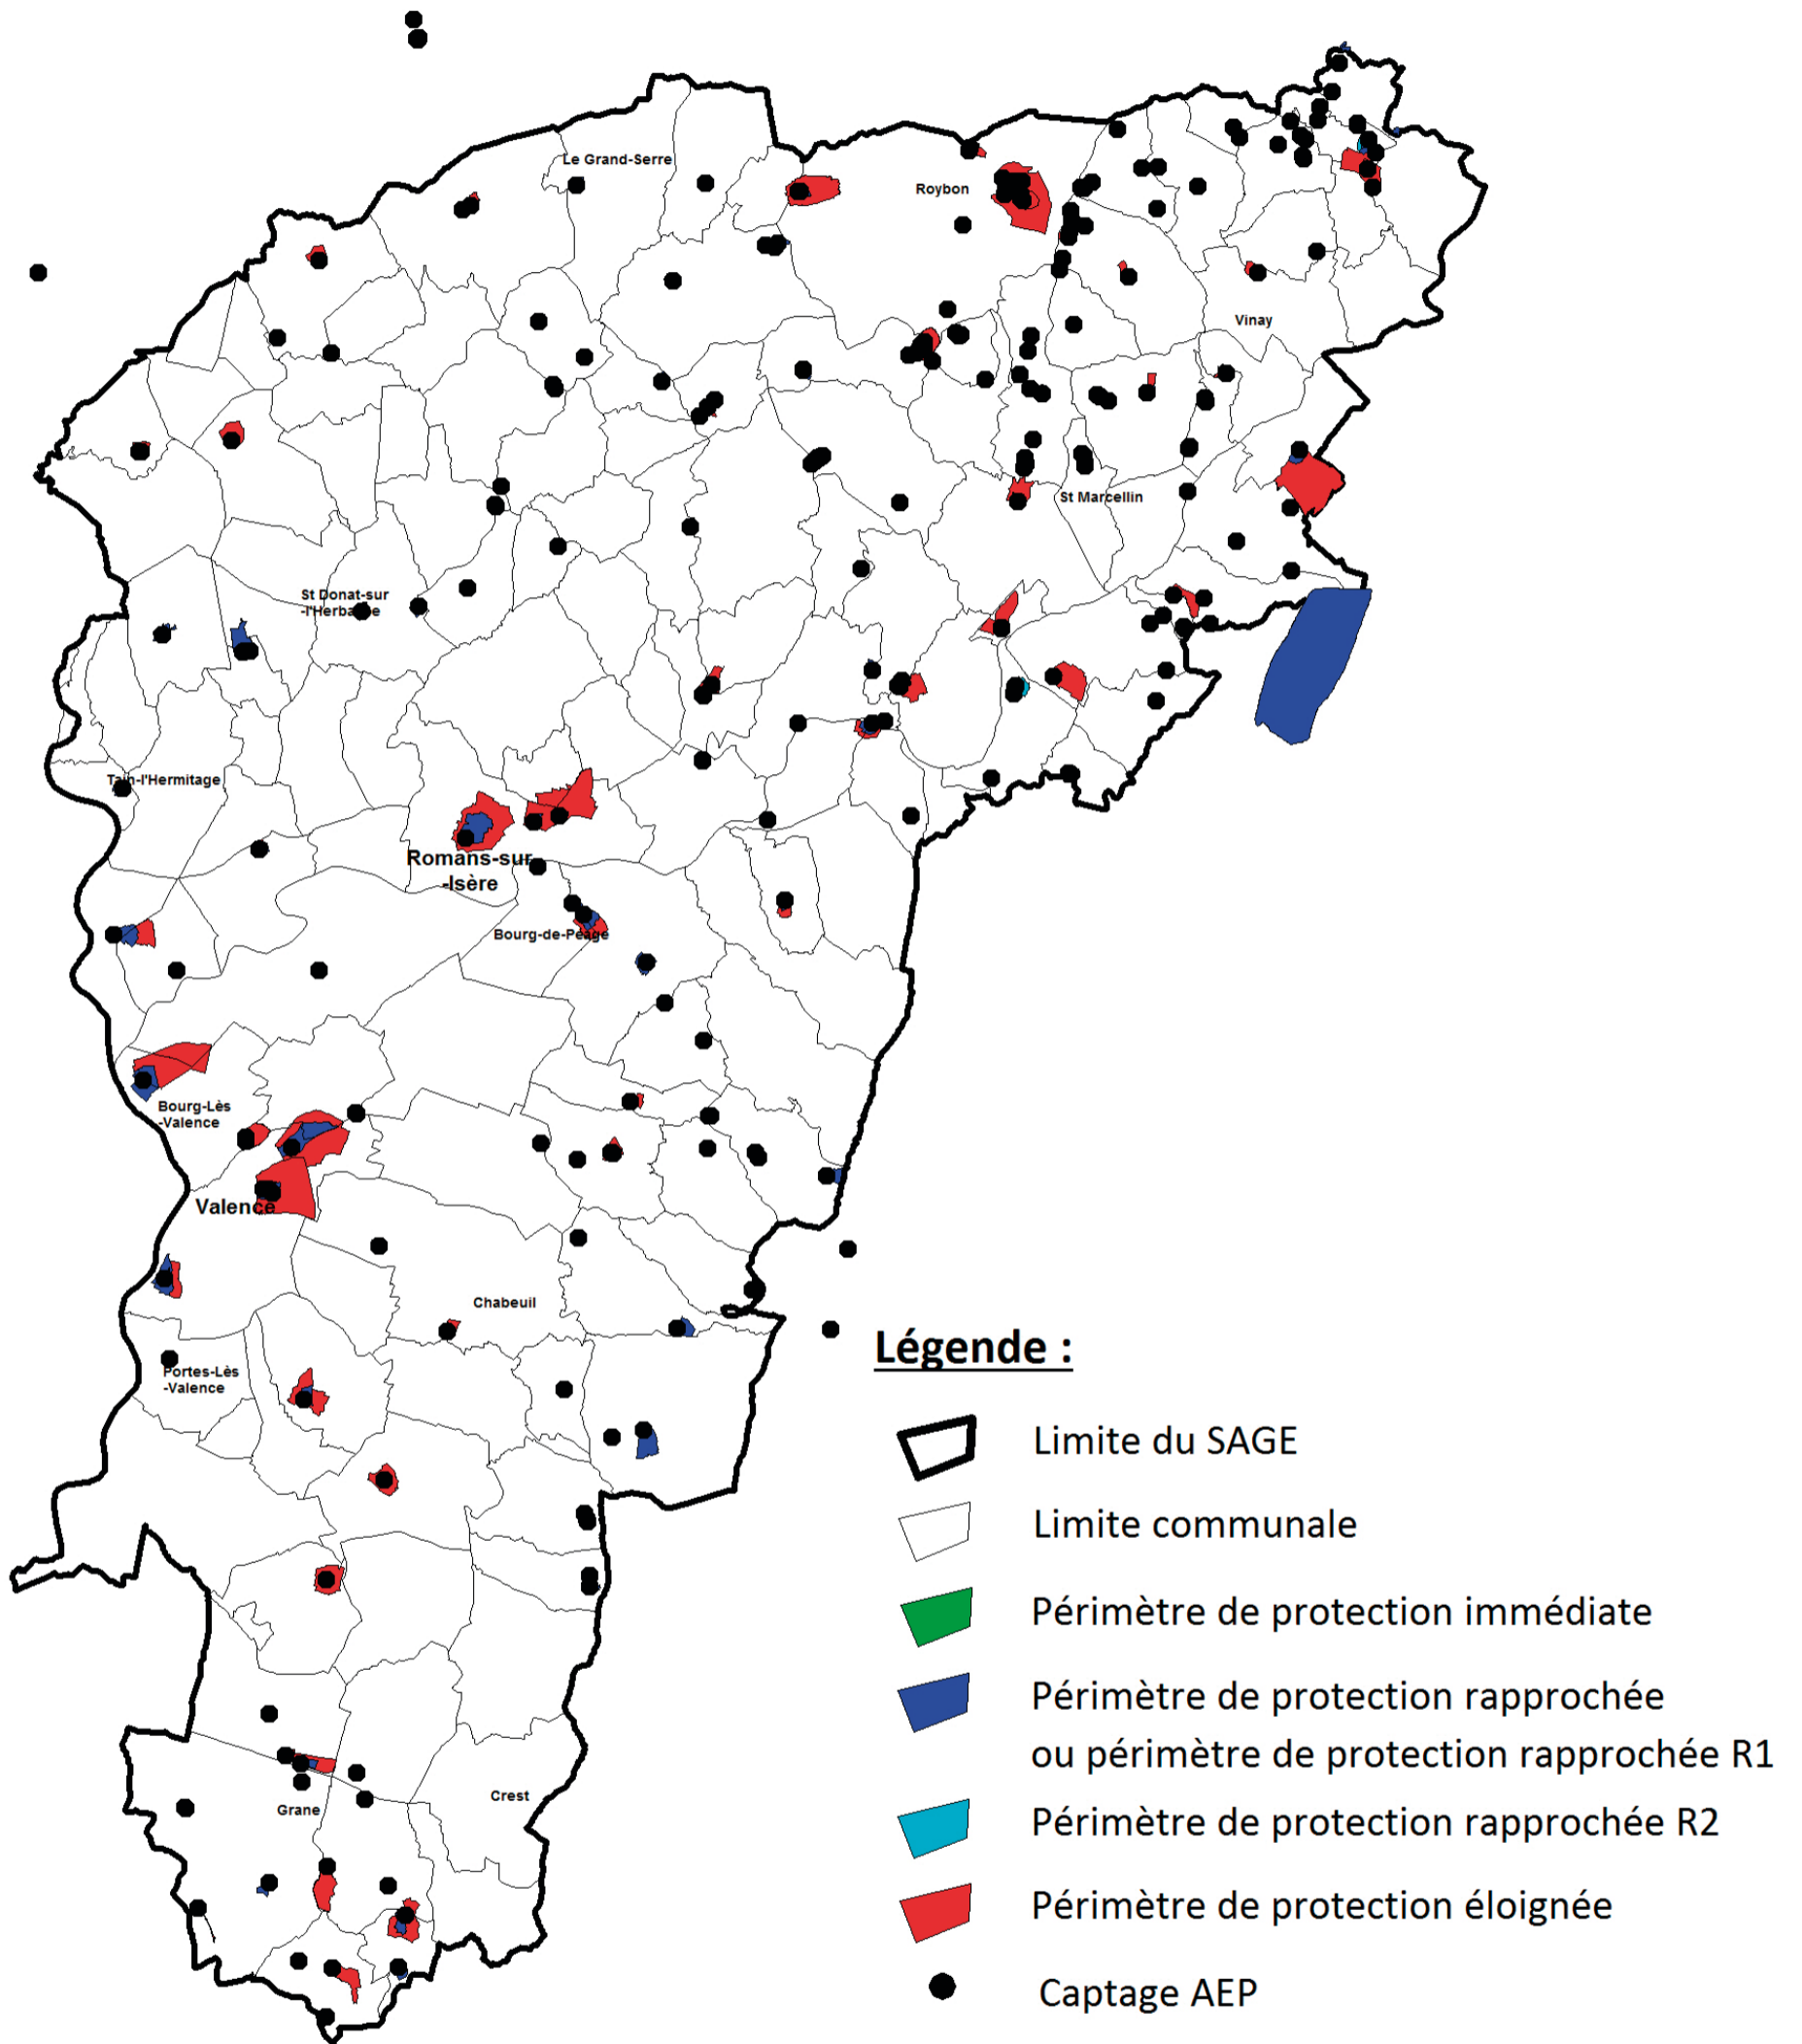 Le Grand-Serre
Roybon
Vinay
St Marcellin
St Donat-sur
-l'Herbasse
Tain-l'Hermitage
Romans-sur
-Isère
Bourg-de-Péage
Bourg-Lès
-Valence
Valence
Chabeuil
Portes-Lès
-Valence
Crest
Grane
Légende :
Limite du SAGE
Limite communale
Périmètre de protection immédiate
Périmètre de protection rapprochée
ou périmètre de protection rapprochée R1
Périmètre de protection rapprochée R2
Périmètre de protection éloignée
Captage AEP